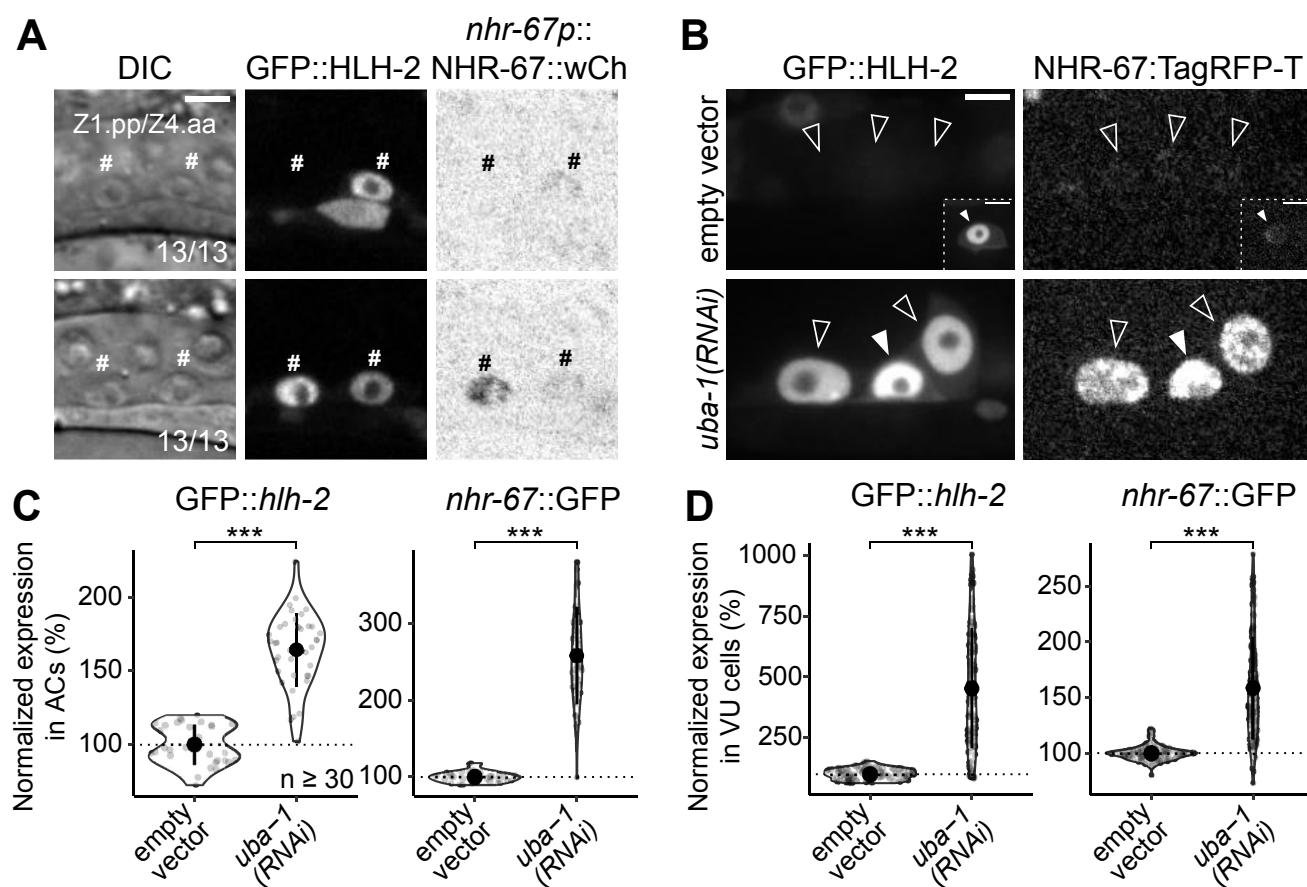 A
DIC
GFP::HLH-2
nhr-67p::
NHR-67::wCh
Z1.pp/Z4.aa
# #
# #
# #
13/13
# #
# #
# #
13/13
B
GFP::HLH-2
NHR-67:TagRFP-T
empty vector
uba-1(RNAi)
C
GFP::hlh-2
nhr-67::GFP
***
***
Normalized expression
in ACs (%)
200
150
100
n ≥ 30
300
200
100
empty
vector
uba−1
(RNAi)
empty
vector
uba−1
(RNAi)
D
GFP::hlh-2
nhr-67::GFP
***
***
Normalized expression
in VU cells (%)
1000
750
500
250
250
200
150
100
empty
vector
uba−1
(RNAi)
empty
vector
uba−1
(RNAi)